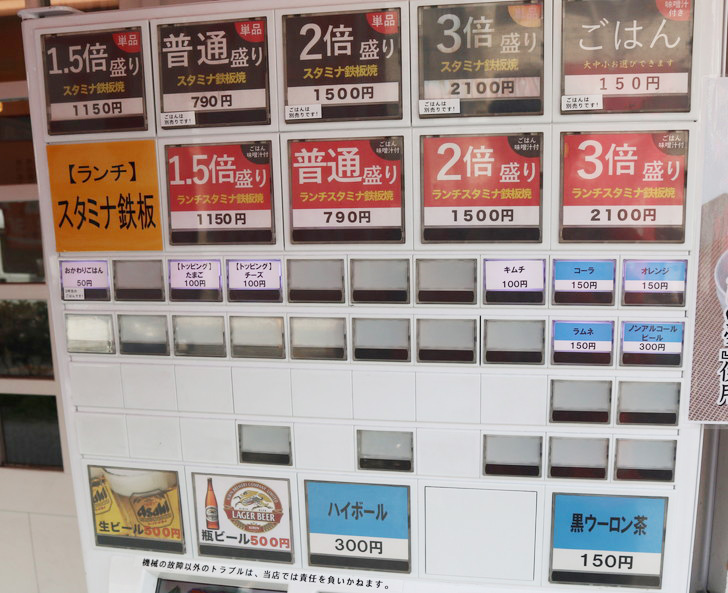 単品
1.5倍盛り
スタミナ鉄板焼
1150円
単品
普通盛り
スタミナ鉄板焼
790円
ごはんは
別売りです!
単品
2倍盛り
スタミナ鉄板焼
1500円
ごはんは
別売りです!
3倍盛り
スタミナ鉄板焼
2100円
ごはんは
別売りです!
味噌汁
付き
ごはん
大中小お選びできます
150円
【ランチ】
スタミナ鉄板
ごはん
味噌汁付
1.5倍盛り
ランチスタミナ鉄板焼
1150円
ごはん
味噌汁付
普通盛り
ランチスタミナ鉄板焼
790円
ごはん
味噌汁付
2倍盛り
ランチスタミナ鉄板焼
1500円
ごはん
味噌汁付
3倍盛り
ランチスタミナ鉄板焼
2100円
おかわりごはん
50円
【トッピング】
たまご
100円
【トッピング】
チーズ
100円
キムチ
100円
コーラ
150円
オレンジ
150円
ラムネ
150円
ノンアルコール
ビール
300円
Asahi
生ビール500円
LAGER BEER
瓶ビール500円
ハイボール
300円
黒ウーロン茶
150円
機械の故障以外のトラブルは、当店では責任を負いかねます。